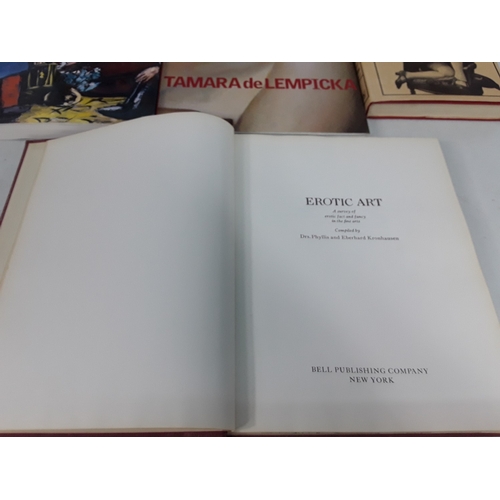 TAMARA de LEMPICKA
EROTIC ART
A survey of
erotic fact and fancy
in the fine arts
Compiled by
Drs. Phyllis and Eberhard Kronhausen
BELL PUBLISHING COMPANY
NEW YORK